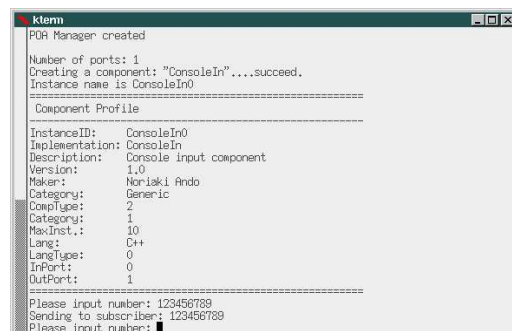 kterm
POA Manager created
Number of ports: 1
Creating a component: "ConsoleIn"....succeed.
Instance name is ConsoleIn0
=====================================================
Component Profile
-----------------------------------------------------
InstanceID: ConsoleIn0
Implementation: ConsoleIn
Description: Console input component
Version: 1.0
Maker: Noriaki Ando
Category: Generic
CompType: 2
Category: 1
MaxInst.: 10
Lang: C++
LangType: 0
InPort: 0
OutPort: 1
=====================================================
Please input number: 123456789
Sending to subscriber: 123456789
Please input number: